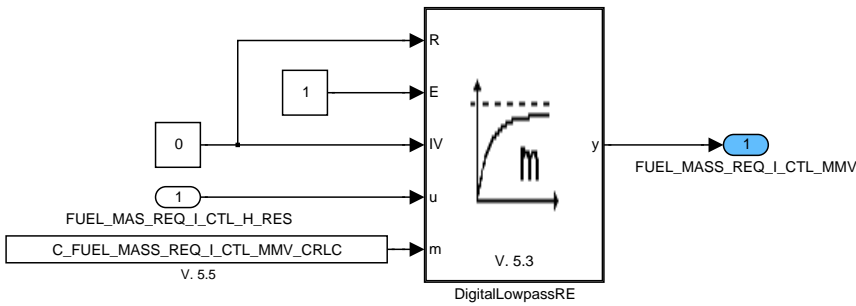 R
1
E
0
IV
y
1
FUEL_MASS_REQ_I_CTL_MMV
1
u
FUEL_MAS_REQ_I_CTL_H_RES
m
C_FUEL_MASS_REQ_I_CTL_MMV_CRLC
m
V. 5.5
V. 5.3
DigitalLowpassRE